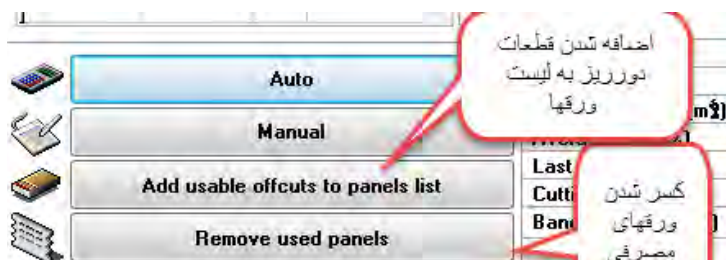 اضافه شدن قطعات
دورریز به لیست
ورقها
Auto
Manual
Add usable offcuts to panels list
Remove used panels
Last
کسر شدن
ورقهای
مصرفی